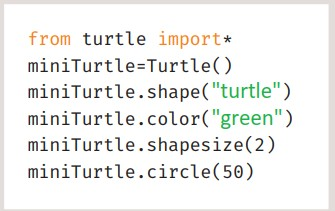 from turtle import*
miniTurtle=Turtle()
miniTurtle.shape("turtle")
miniTurtle.color("green")
miniTurtle.shapesize(2)
miniTurtle.circle(50)